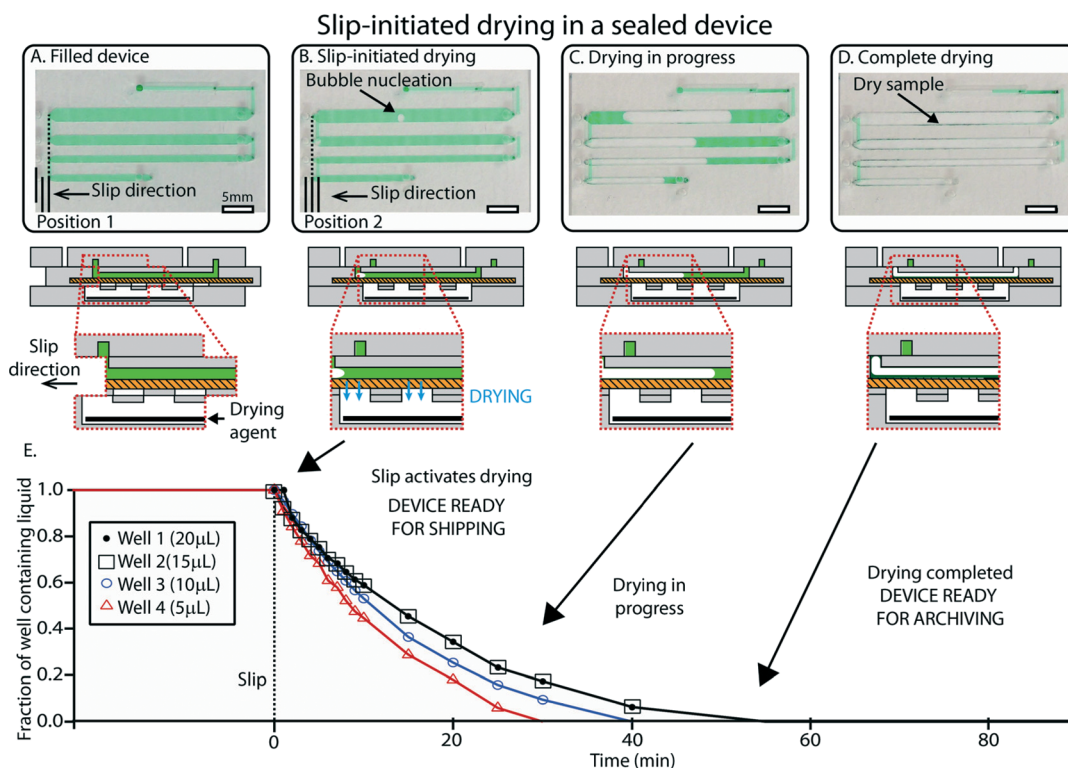 Slip-initiated drying in a sealed device
A. Filled device
Slip direction
5mm
Position 1
B. Slip-initiated drying
Bubble nucleation
Slip direction
Position 2
C. Drying in progress
D. Complete drying
Dry sample
Slip
direction
Drying
agent
DRYING
E.
Slip activates drying
DEVICE READY
FOR SHIPPING
Drying in
progress
Drying completed
DEVICE READY
FOR ARCHIVING
Fraction of well containing liquid
1.0
0.8
0.6
0.4
0.2
0.0
Well 1 (20µL)
Well 2(15µL)
Well 3 (10µL)
Well 4 (5µL)
Slip
0
20
40
60
80
Time (min)